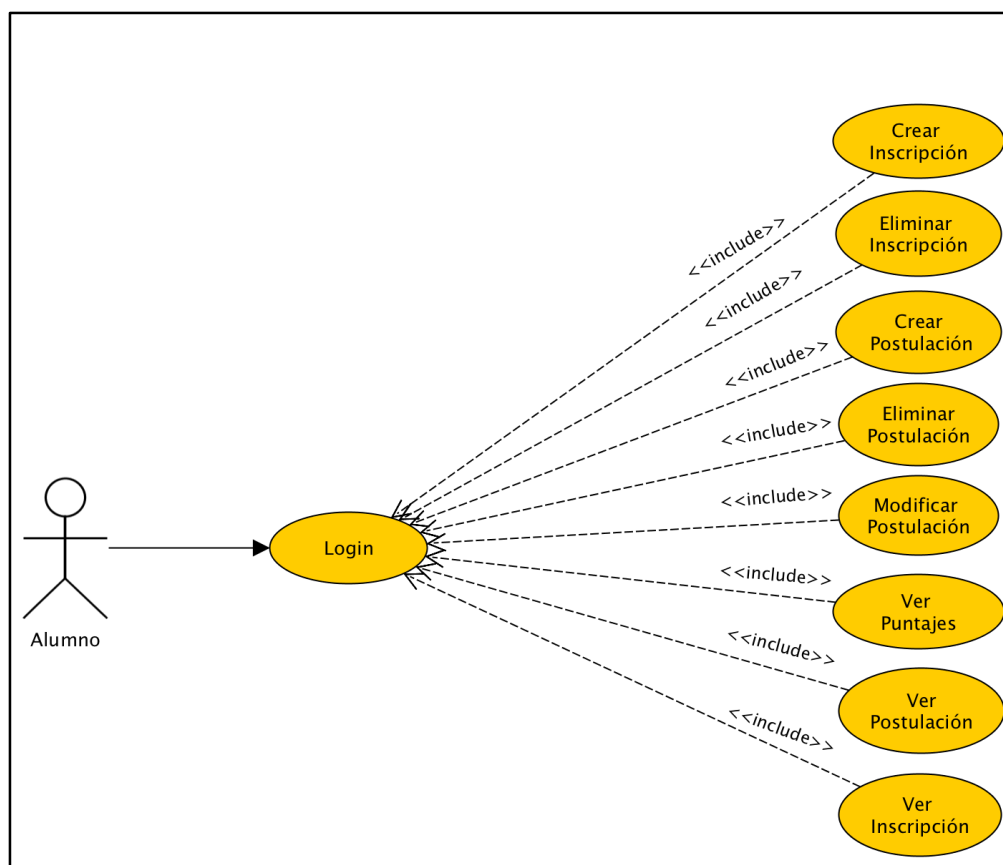 Crear
Inscripción
<<include>>
Eliminar
Inscripción
<<include>>
Crear
Postulación
<<include>>
Eliminar
Postulación
<<include>>
Modificar
Postulación
<<include>>
Login
Ver
Puntajes
<<include>>
Alumno
Ver
Postulación
<<include>>
Ver
Inscripción
<<include>>